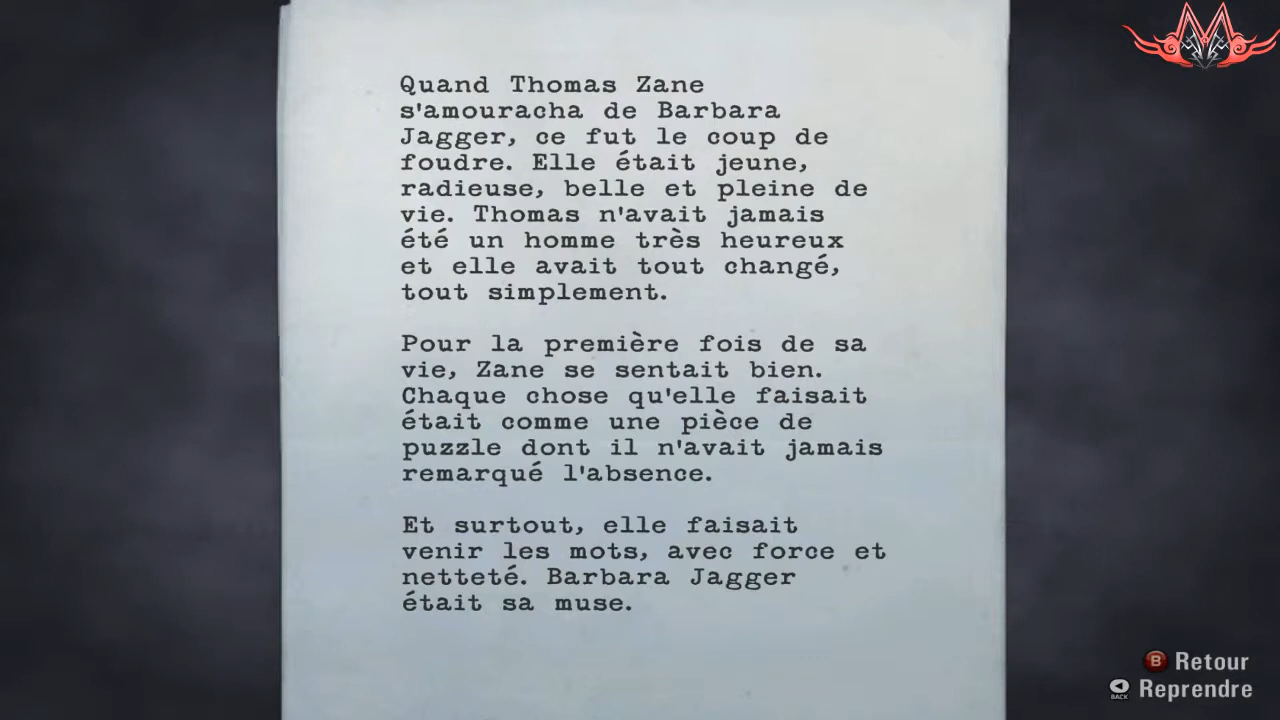 Quand Thomas Zane
s'amouracha de Barbara
Jagger, ce fut le coup de
foudre. Elle était jeune,
radieuse, belle et pleine de
vie. Thomas n'avait jamais
été un homme très heureux
et elle avait tout changé,
tout simplement.
Pour la première fois de sa
vie, Zane se sentait bien.
Chaque chose qu'elle faisait
était comme une pièce de
puzzle dont il n'avait jamais
remarqué l'absence.
Et surtout, elle faisait
venir les mots, avec force et
netteté. Barbara Jagger
était sa muse.
B Retour
BACK Reprendre